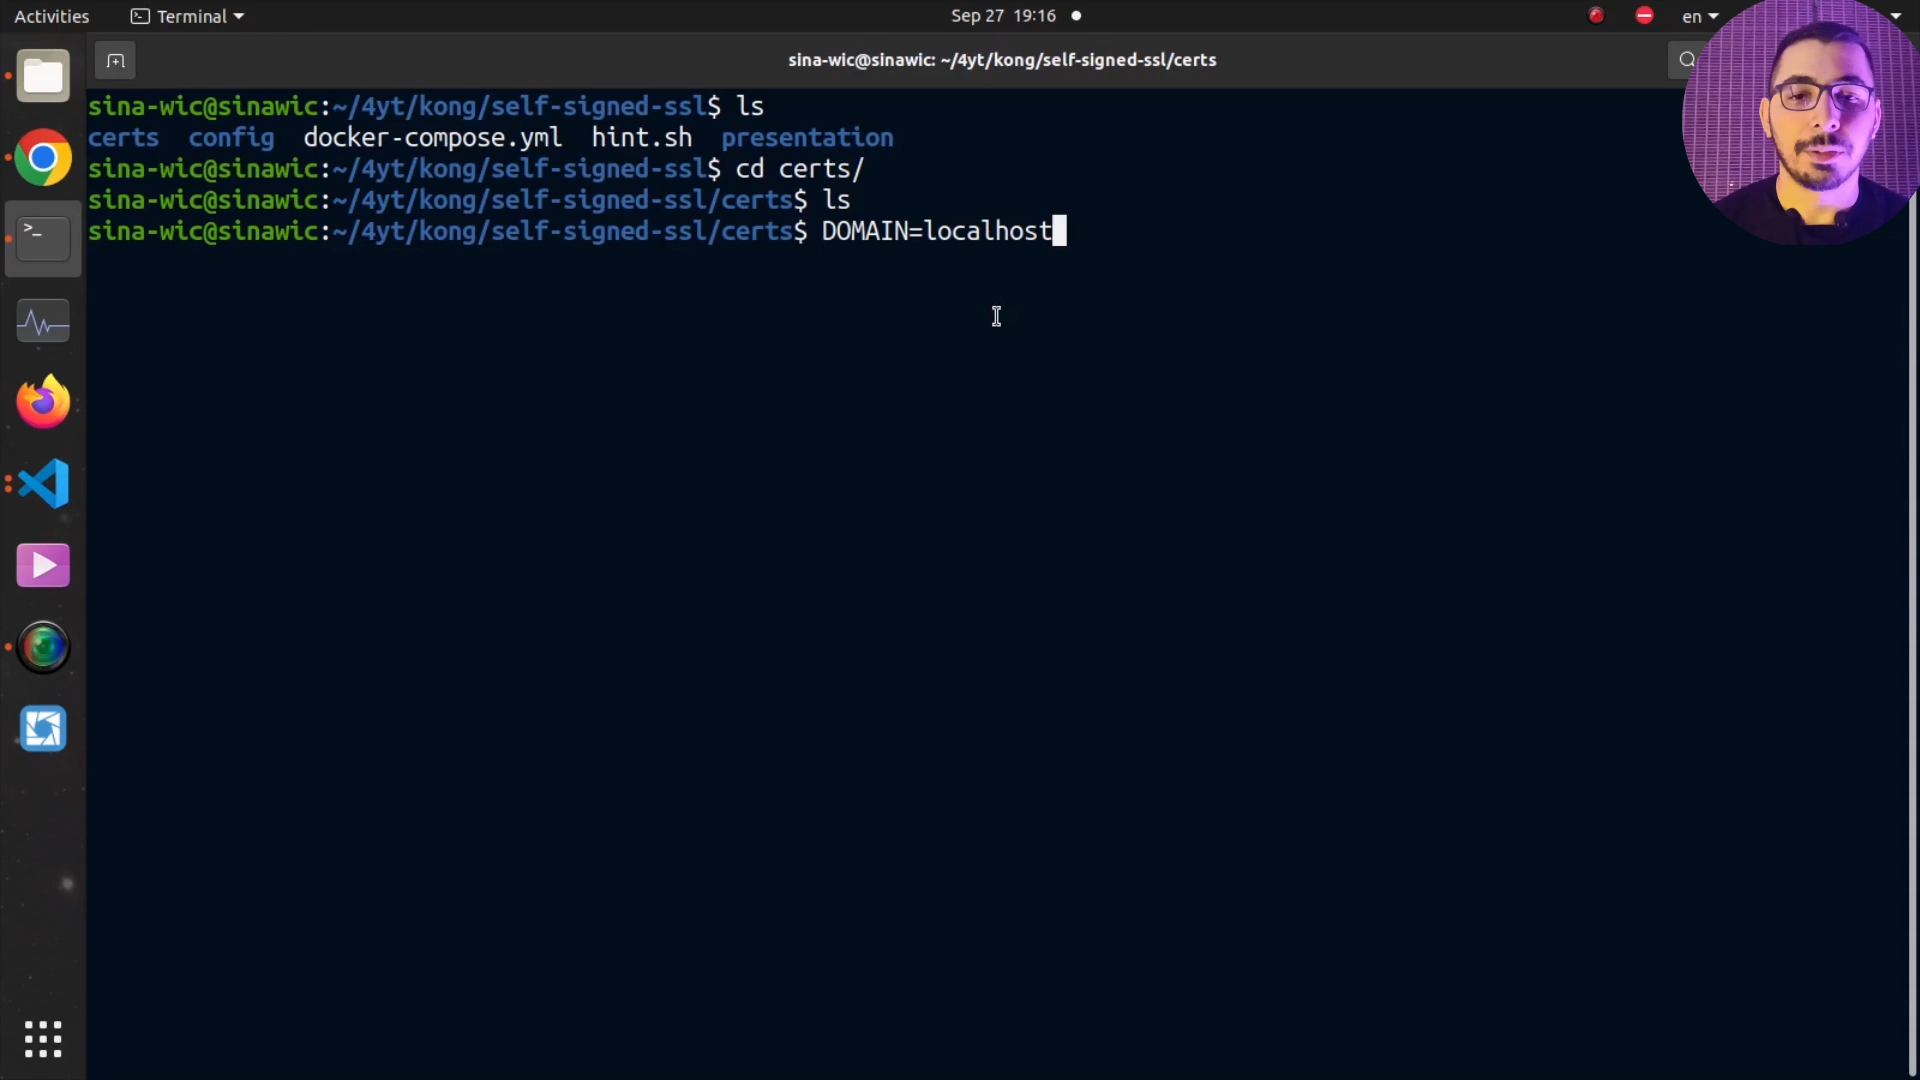 Activities Terminal Sep 27 19:16 en
sina-wic@sinawic: ~/4yt/kong/self-signed-ssl/certs
sina-wic@sinawic:~/4yt/kong/self-signed-ssl$ ls
certs config docker-compose.yml hint.sh presentation
sina-wic@sinawic:~/4yt/kong/self-signed-ssl$ cd certs/
sina-wic@sinawic:~/4yt/kong/self-signed-ssl/certs$ ls
sina-wic@sinawic:~/4yt/kong/self-signed-ssl/certs$ DOMAIN=localhost
>_